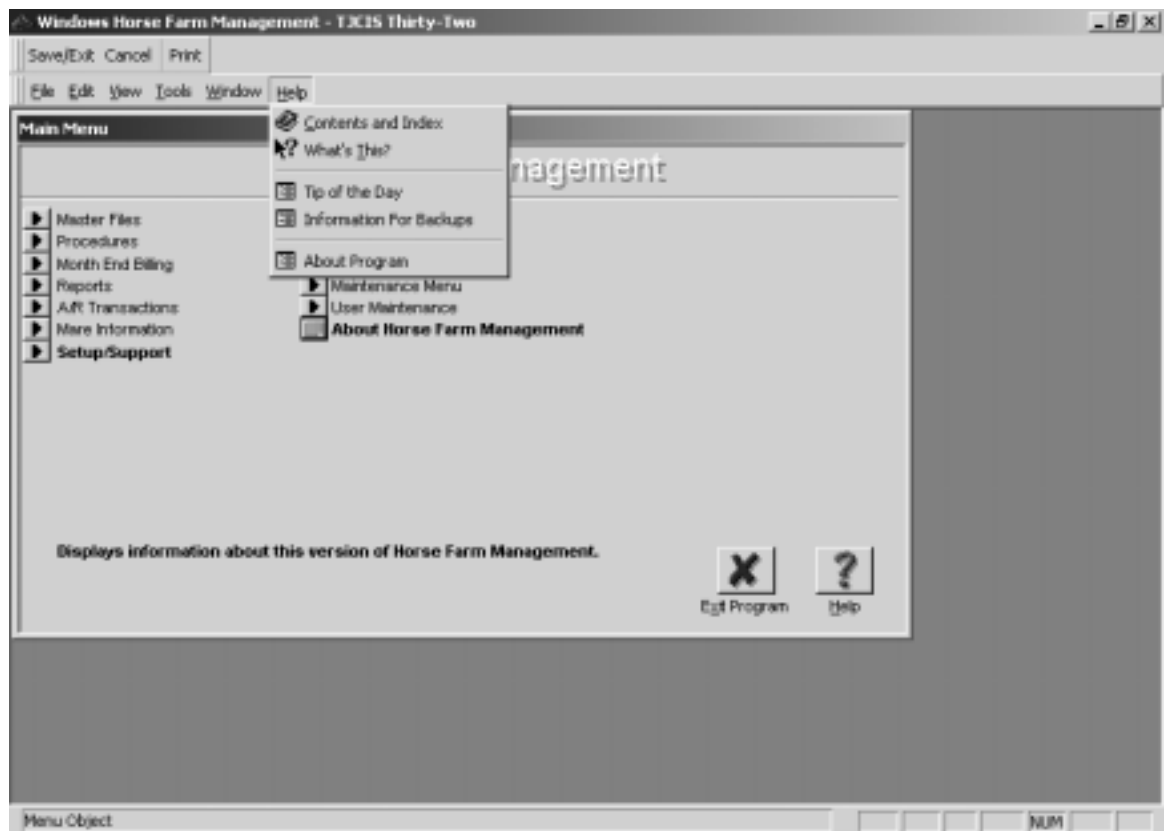 Windows Horse Farm Management - TJCIS Thirty-Two
Save/Exit Cancel Print
File Edit View Tools Window Help
Main Menu
Contents and Index
What's This?
Tip of the Day
Information For Backups
About Program
nagement
Master Files
Procedures
Month End Billing
Reports
A/R Transactions
Mare Information
Setup/Support
Maintenance Menu
User Maintenance
About Horse Farm Management
Displays information about this version of Horse Farm Management.
Exit Program
Help
Menu Object
NUM